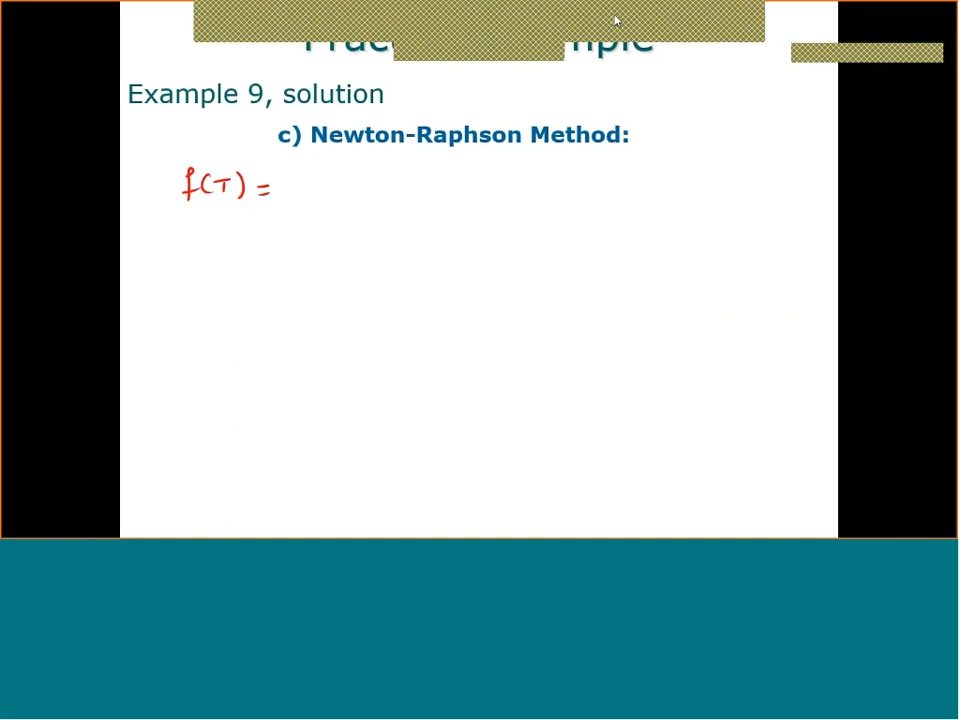 Example 9, solution
c) Newton-Raphson Method:
f(T) =